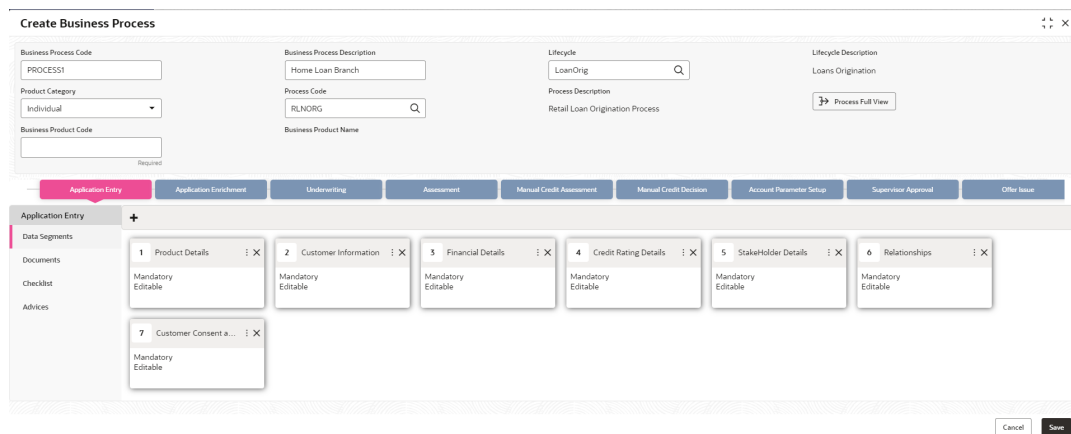 Create Business Process
Business Process Code
Business Process Description
Lifecycle
Lifecycle Description
PROCESS1
Home Loan Branch
LoanOrig
Loans Origination
Product Category
Process Code
Process Description
Individual
RLNORG
Retail Loan Origination Process
Process Full View
Business Product Code
Business Product Name
Required
Application Entry
Application Enrichment
Underwriting
Assessment
Manual Credit Assessment
Manual Credit Decision
Account Parameter Setup
Supervisor Approval
Offer Issue
Application Entry
Data Segments
Documents
Checklist
Advices
1 Product Details
Mandatory
Editable
2 Customer Information
Mandatory
Editable
3 Financial Details
Mandatory
Editable
4 Credit Rating Details
Mandatory
Editable
5 StakeHolder Details
Mandatory
Editable
6 Relationships
Mandatory
Editable
7 Customer Consent a...
Mandatory
Editable
Cancel
Save